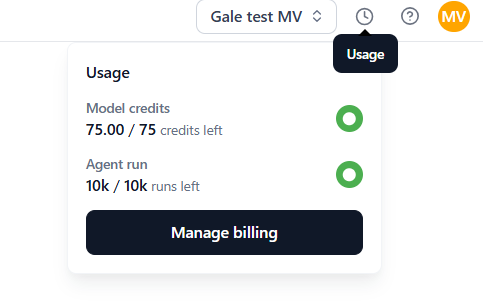 Gale test MV
MV
Usage
Usage
Model credits
75.00 / 75 credits left
Agent run
10k / 10k runs left
Manage billing